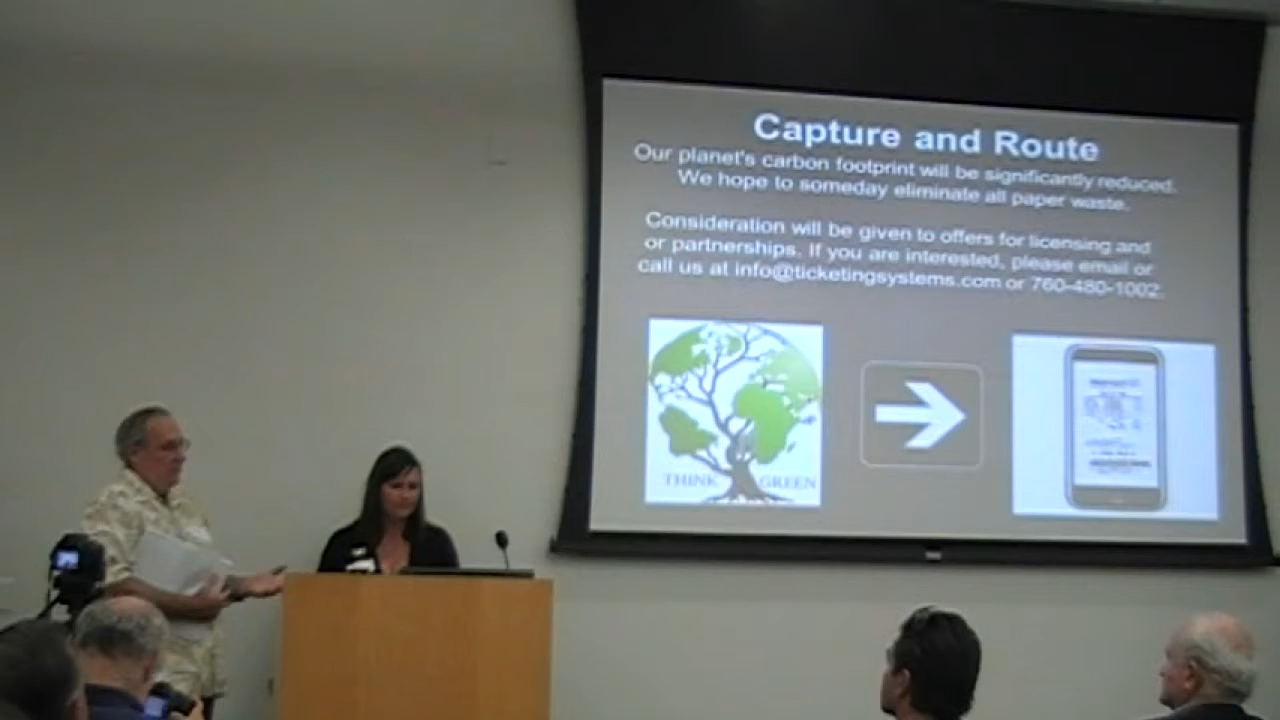 Capture and Route
Our planet's carbon footprint will be significantly reduced.
We hope to someday eliminate all paper waste.
Consideration will be given to offers for licensing and
or partnerships. If you are interested, please email or
call us at info@ticketingsystems.com or 760-480-1002.
THINK GREEN